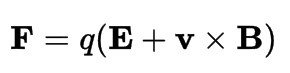 F = q(E + v × B)